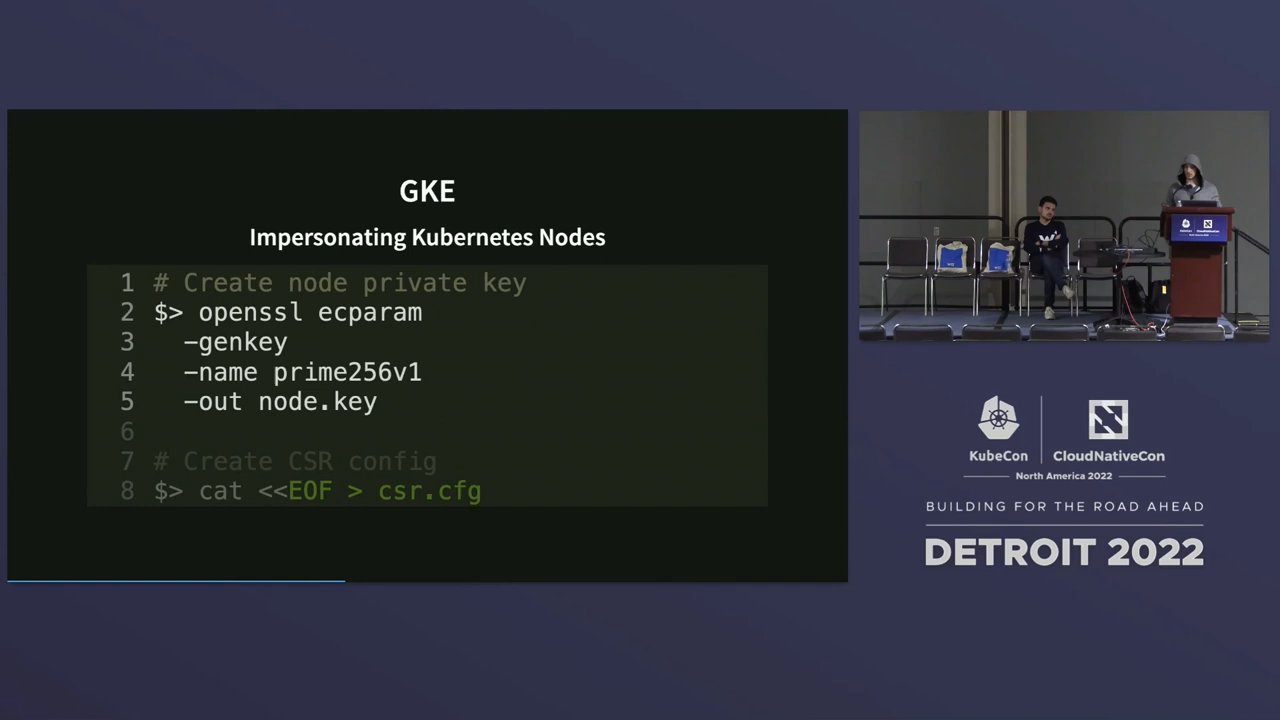 GKE
Impersonating Kubernetes Nodes
1 # Create node private key
2 $> openssl ecparam
3   -genkey
4   -name prime256v1
5   -out node.key
6
7 # Create CSR config
8 $> cat <<EOF > csr.cfg
KubeCon CloudNativeCon
North America 2022
BUILDING FOR THE ROAD AHEAD
DETROIT 2022